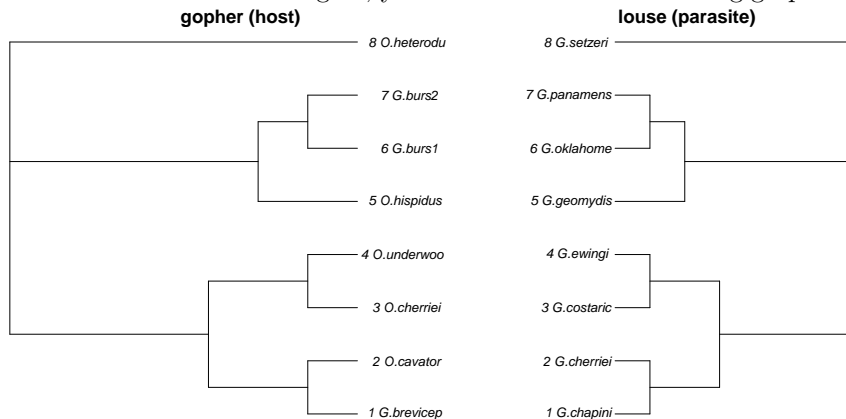 gopher (host) louse (parasite)
8 O.heterodu 8 G.setzeri
7 G.burs2 7 G.panamens
6 G.burs1 6 G.oklahome
5 O.hispidus 5 G.geomydis
4 O.underwoo 4 G.ewingi
3 O.cherriei 3 G.costaric
2 O.cavator 2 G.cherriei
1 G.brevicep 1 G.chapini